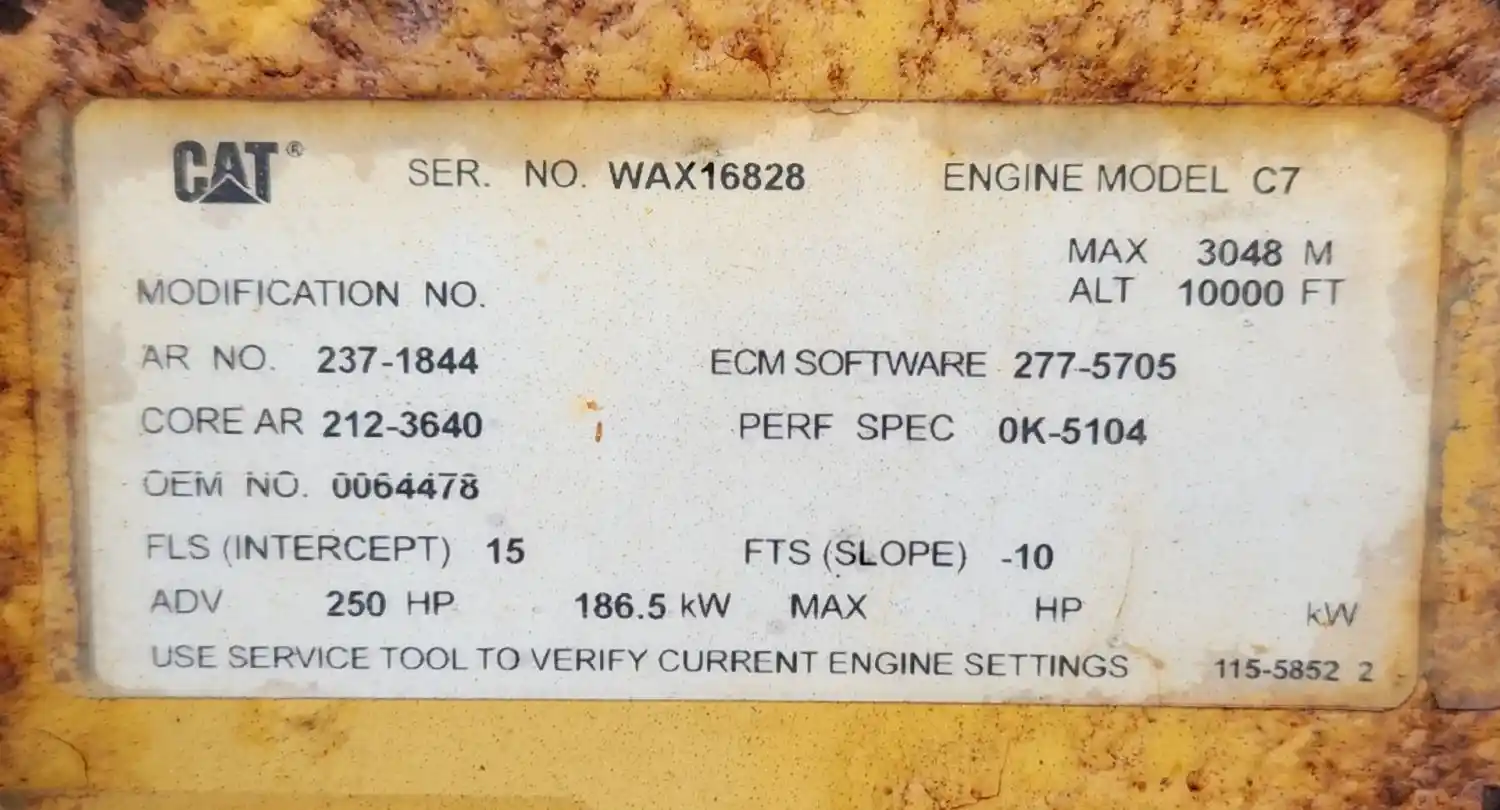 CAT® SER. NO. WAX16828 ENGINE MODEL C7
MAX 3048 M
MODIFICATION NO. ALT 10000 FT
AR NO. 237-1844 ECM SOFTWARE 277-5705
CORE AR 212-3640 PERF SPEC 0K-5104
OEM NO. 0064478
FLS (INTERCEPT) 15 FTS (SLOPE) -10
ADV 250 HP 186.5 kW MAX HP kW
USE SERVICE TOOL TO VERIFY CURRENT ENGINE SETTINGS 115-5852 2